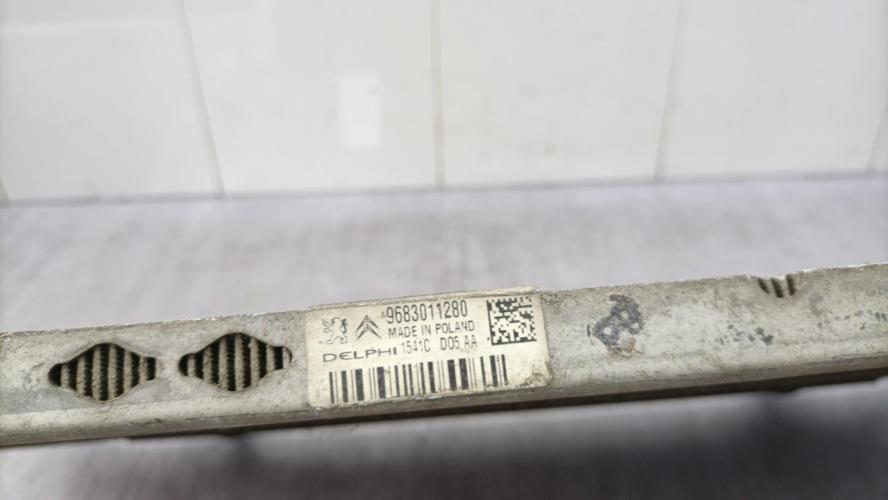 9683011280
MADE IN POLAND
DELPHI 1541C D05 AA